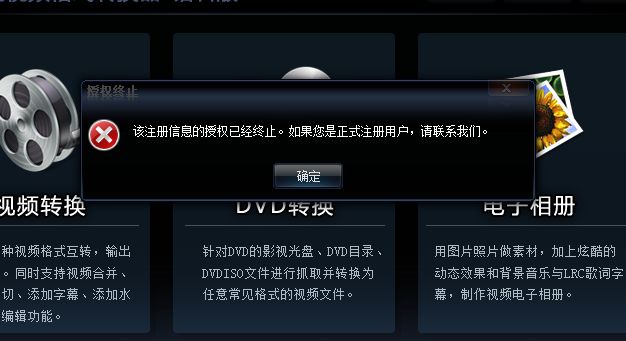 授权终止
该注册信息的授权已经终止。如果您是正式注册用户，请联系我们。
确定
视频转换
DVD转换
电子相册
种视频格式互转，输出
。同时支持视频合并、
切、添加字幕、添加水
编辑功能。
针对DVD的影视光盘、DVD目录、
DVDISO文件进行抓取并转换为
任意常见格式的视频文件。
用图片照片做素材，加上炫酷的
动态效果和背景音乐与LRC歌词字
幕，制作视频电子相册。